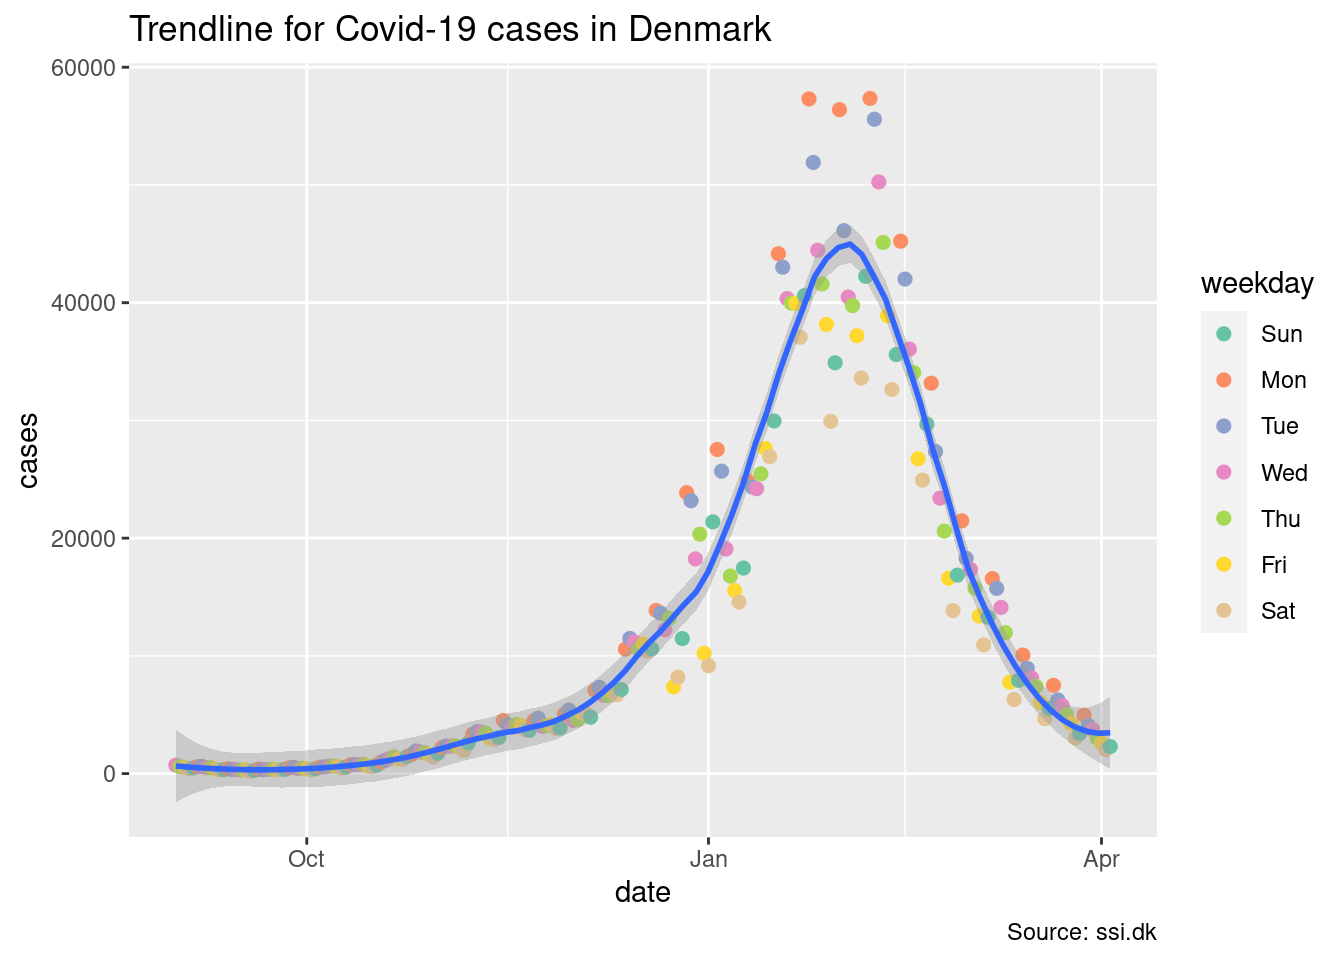 Trendline for Covid-19 cases in Denmark
60000
40000
20000
0
cases
Oct
Jan
Apr
date
weekday
Sun
Mon
Tue
Wed
Thu
Fri
Sat
Source: ssi.dk